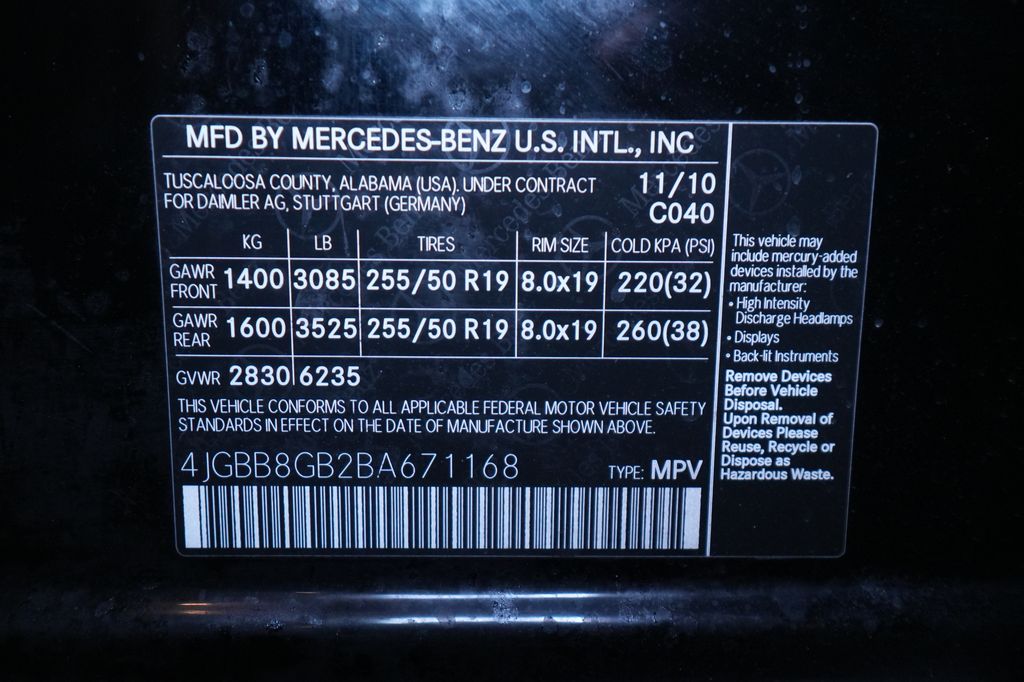 MFD BY MERCEDES-BENZ U.S. INTL., INC
TUSCALOOSA COUNTY, ALABAMA (USA). UNDER CONTRACT
FOR DAIMLER AG, STUTTGART (GERMANY)
11/10
C040
KG LB TIRES RIM SIZE COLD KPA (PSI)
GAWR FRONT 1400 3085 255/50 R19 8.0x19 220(32)
GAWR REAR 1600 3525 255/50 R19 8.0x19 260(38)
GVWR 2830 6235
THIS VEHICLE CONFORMS TO ALL APPLICABLE FEDERAL MOTOR VEHICLE SAFETY
STANDARDS IN EFFECT ON THE DATE OF MANUFACTURE SHOWN ABOVE.
4JGBB8GB2BA671168 TYPE: MPV
This vehicle may
include mercury-added
devices installed by the
manufacturer:
• High Intensity
Discharge Headlamps
• Displays
• Back-lit Instruments
Remove Devices
Before Vehicle
Disposal.
Upon Removal of
Devices Please
Reuse, Recycle or
Dispose as
Hazardous Waste.